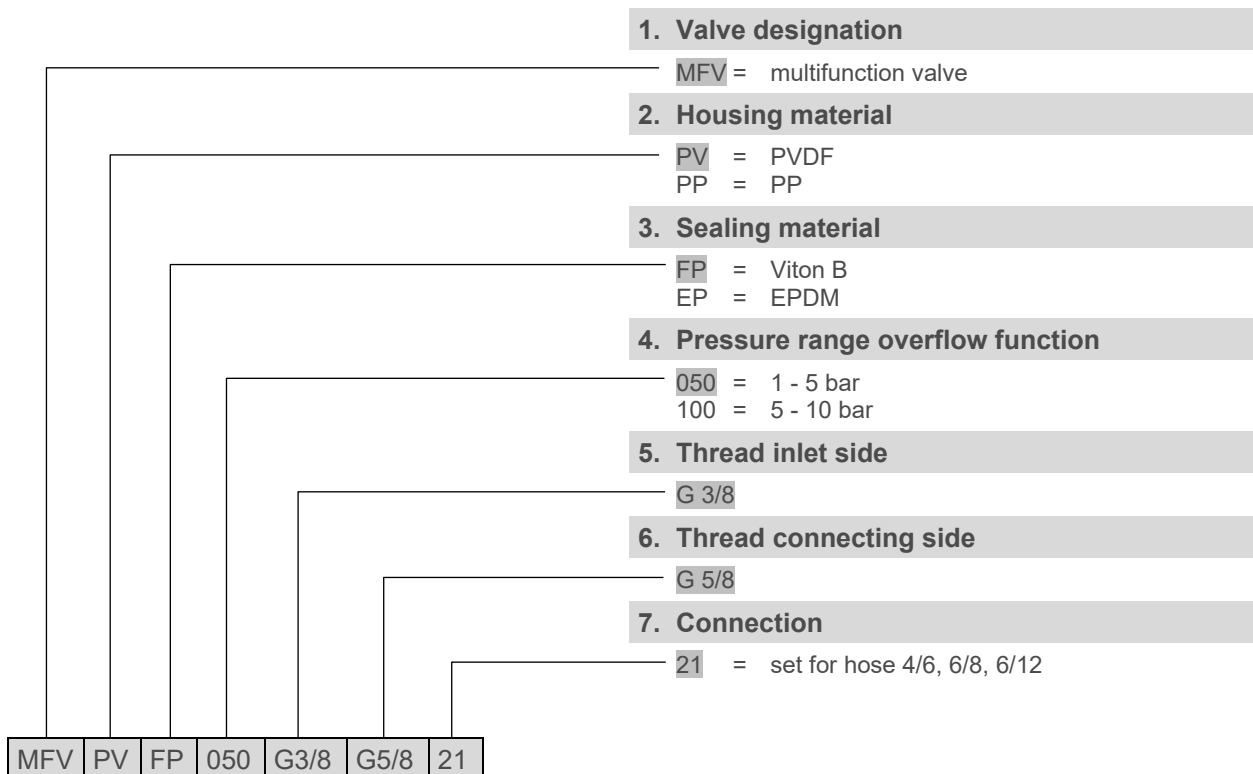 1. Valve designation
MFV = multifunction valve
2. Housing material
PV = PVDF
PP = PP
3. Sealing material
FP = Viton B
EP = EPDM
4. Pressure range overflow function
050 = 1 - 5 bar
100 = 5 - 10 bar
5. Thread inlet side
G 3/8
6. Thread connecting side
G 5/8
7. Connection
21 = set for hose 4/6, 6/8, 6/12
MFV PV FP 050 G3/8 G5/8 21